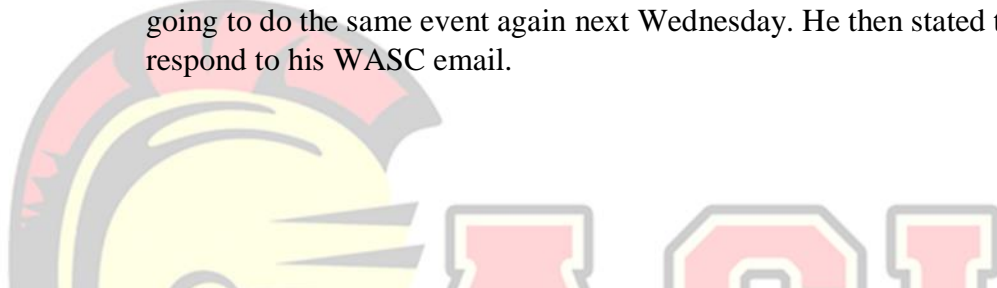 going to do the same event again next Wednesday. He then stated
respond to his WASC email.